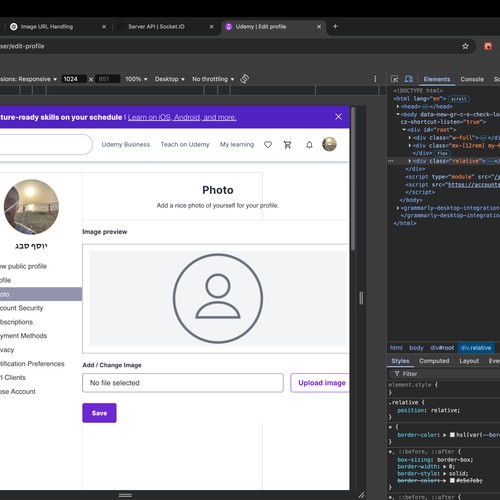 Image URL Handling
Server API | Socket.IO
Udemy | Edit profile
ser/edit-profile
sions: Responsive
1024
×
851
100%
Desktop
No throttling
Elements
Console
ture-ready skills on your schedule | Learn on iOS, Android, and more.
Udemy Business
Teach on Udemy
My learning
יוסף סבג
w public profile
ofile
oto
count Security
bscriptions
yment Methods
vacy
tification Preferences
I Clients
ose Account
Photo
Add a nice photo of yourself for your profile.
Image preview
Add / Change Image
No file selected
Upload image
Save
<!DOCTYPE html>
<html lang="en"> scroll
<head> </head>
<body data-new-gr-c-s-check-lo
cz-shortcut-listen="true">
<div id="root">
<div class="w-full">
<div class="mx-[12rem] my-
</div> flex
<div class="relative">
</div>
<script type="module" src="/
<script src="https://accounts
</script>
</body>
<grammarly-desktop-integration
</grammarly-desktop-integratio
</html>
html
body
div#root
div.relative
Styles
Computed
Layout
Filter
element.style {
}
.relative {
position: relative;
}
* {
border-color: hsl(var(--bor
}
*, ::before, ::after {
box-sizing: border-box;
border-width: 0;
border-style: solid;
border-color: #e5e7eb;
}
*, ::before, ::after {